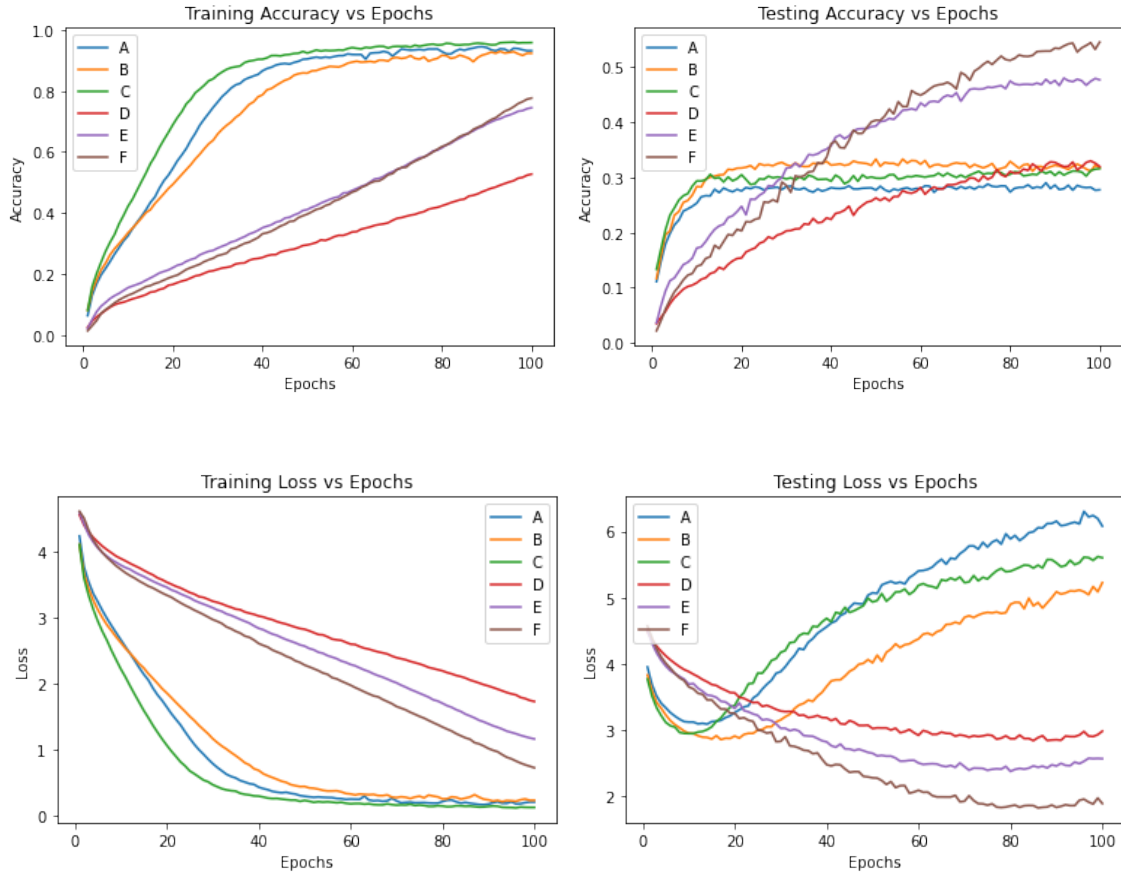 Training Accuracy vs Epochs
1.0
0.8
0.6
0.4
0.2
0.0
Accuracy
A
B
C
D
E
F
0 20 40 60 80 100
Epochs
Testing Accuracy vs Epochs
0.5
0.4
0.3
0.2
0.1
0.0
Accuracy
A
B
C
D
E
F
0 20 40 60 80 100
Epochs
Training Loss vs Epochs
4
3
2
1
0
Loss
A
B
C
D
E
F
0 20 40 60 80 100
Epochs
Testing Loss vs Epochs
6
5
4
3
2
Loss
A
B
C
D
E
F
0 20 40 60 80 100
Epochs